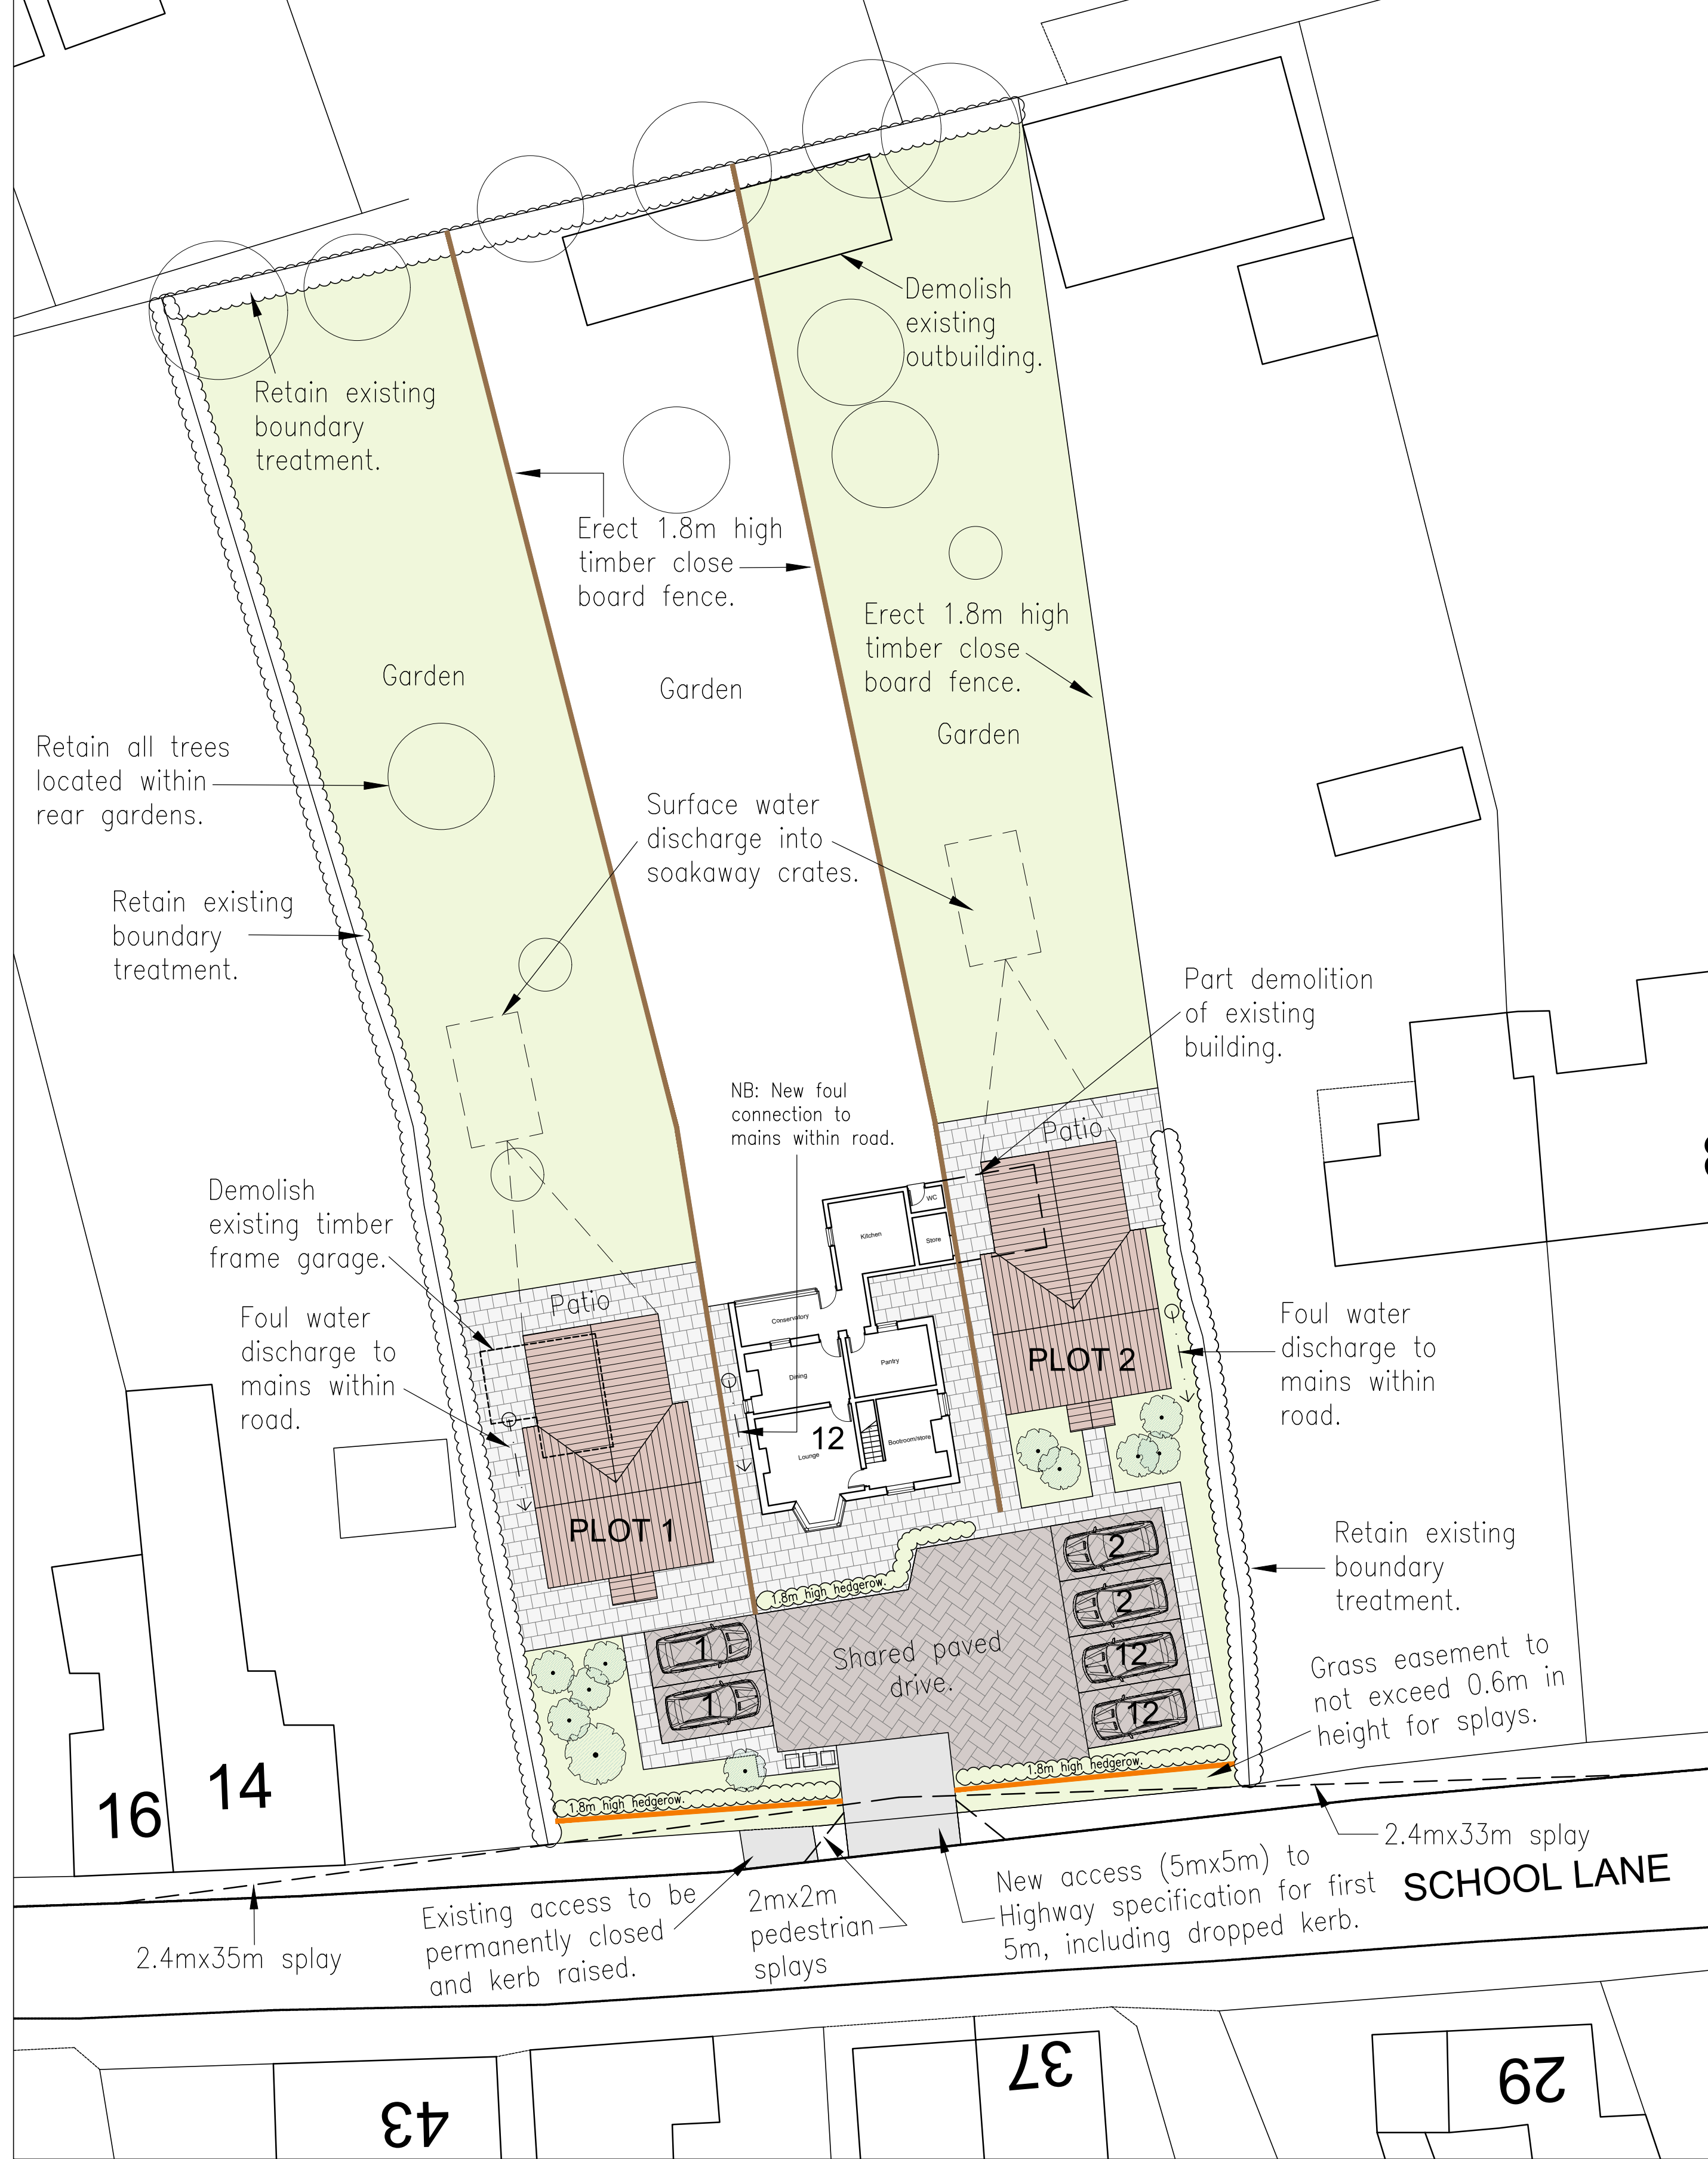 Demolish
existing
outbuilding.
Retain existing
boundary
treatment.
Erect 1.8m high
timber close
board fence.
Erect 1.8m high
timber close
board fence.
Garden
Garden
Garden
Retain all trees
located within
rear gardens.
Surface water
discharge into
soakaway crates.
Retain existing
boundary
treatment.
Part demolition
of existing
building.
NB: New foul
connection to
mains within road.
Patio
Demolish
existing timber
frame garage.
WC
Kitchen
Store
Patio
Conservatory
Foul water
discharge to
mains within
road.
Foul water
discharge to
mains within
road.
Pantry
PLOT 2
Dining
12
Lounge
Bootroom/store
PLOT 1
Retain existing
boundary
treatment.
1.8m high hedgerow.
2
2
12
12
1
1
Shared paved
drive.
Grass easement to
not exceed 0.6m in
height for splays.
1.8m high hedgerow.
1.8m high hedgerow.
16
14
2.4mx33m splay
SCHOOL LANE
New access (5mx5m) to
Highway specification for first
5m, including dropped kerb.
2mx2m
pedestrian
splays
Existing access to be
permanently closed
and kerb raised.
2.4mx35m splay
37
29
43